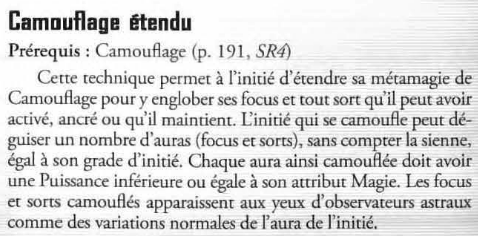 Camouflage étendu
Prérequis : Camouflage (p. 191, SR4)
Cette technique permet à l'initié d'étendre sa métamagie de
Camouflage pour y englober ses focus et tout sort qu'il peut avoir
activé, ancré ou qu'il maintient. L'initié qui se camoufle peut dé-
guiser un nombre d'auras (focus et sorts), sans compter la sienne,
égal à son grade d'initié. Chaque aura ainsi camouflée doit avoir
une Puissance inférieure ou égale à son attribut Magie. Les focus
et sorts camouflés apparaissent aux yeux d'observateurs astraux
comme des variations normales de l'aura de l'initié.